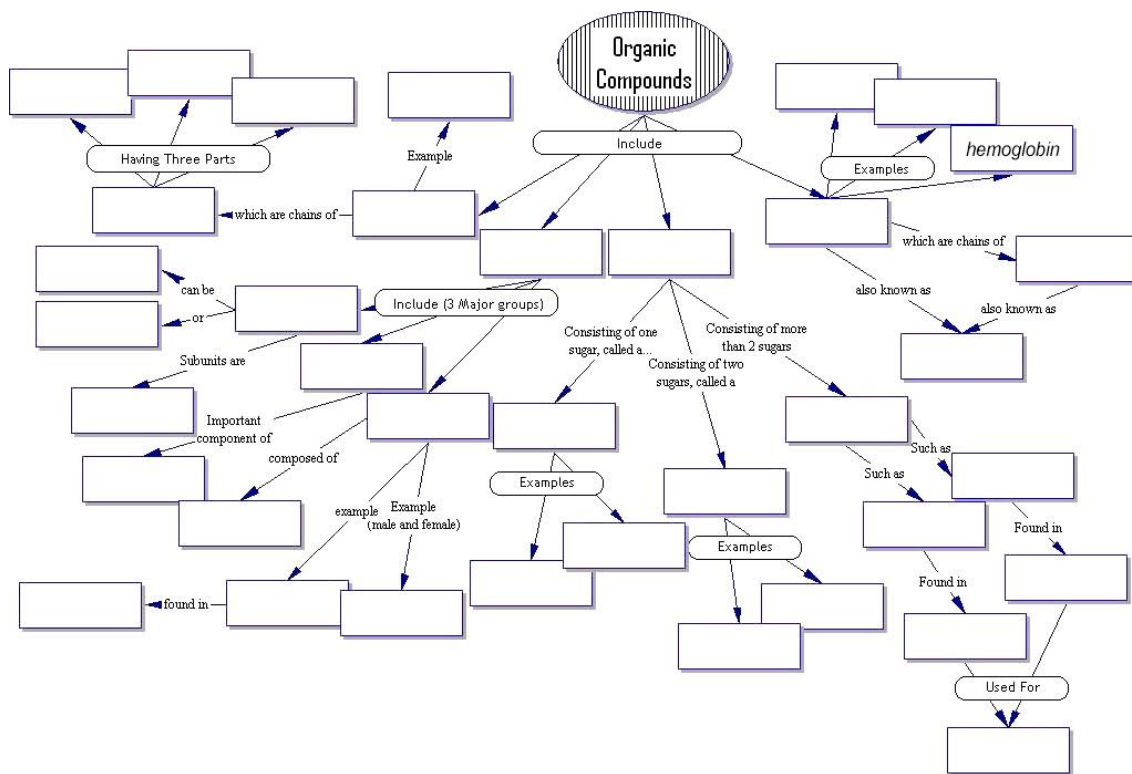 Organic
Compounds
Include
Having Three Parts
Example
Examples
hemoglobin
which are chains of
which are chains of
can be
or
Include (3 Major groups)
also known as
also known as
Subunits are
Consisting of one
sugar, called a...
Consisting of two
sugars, called a
Consisting of more
than 2 sugars
Important
component of
composed of
Such as
Such as
Examples
example
Example
(male and female)
Examples
Found in
Found in
found in
Used For